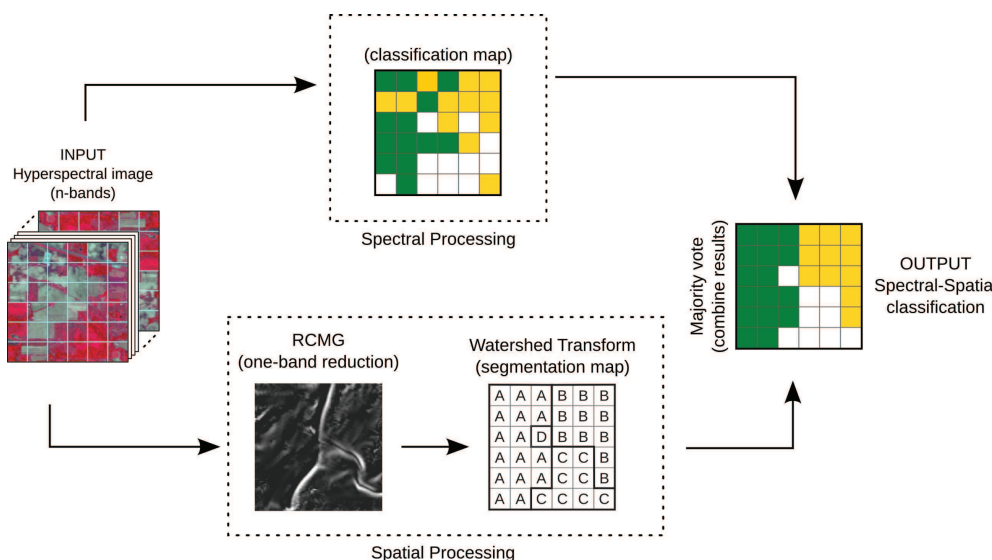 (classification map)
Spectral Processing
INPUT
Hyperspectral image
(n-bands)
RCMG
(one-band reduction)
Watershed Transform
(segmentation map)
A A A B B B
A A A B B B
A A D B B B
A A A C C B
A A A C C B
A A C C C C
Spatial Processing
Majority vote
(combine results)
OUTPUT
Spectral-Spatia
classification